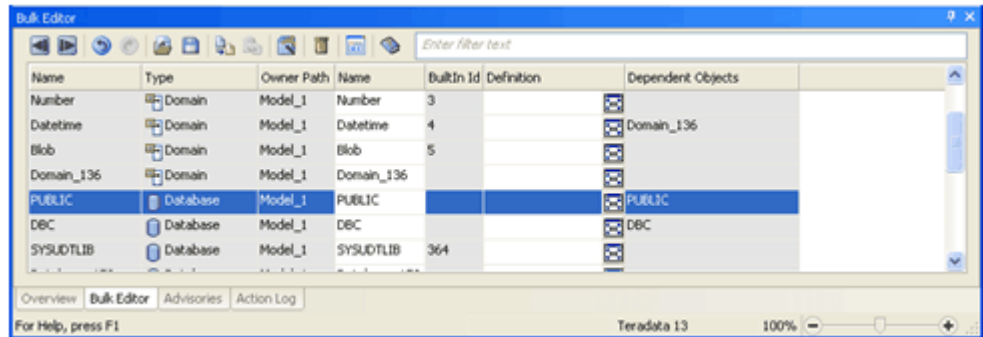 Bulk Editor
Enter filter text
Name Type Owner Path Name BuiltIn Id Definition Dependent Objects
Number Domain Model_1 Number 3
Datetime Domain Model_1 Datetime 4 Domain_136
Blob Domain Model_1 Blob 5
Domain_136 Domain Model_1 Domain_136
PUBLIC Database Model_1 PUBLIC PUBLIC
DBC Database Model_1 DBC DBC
SYSUDTLIB Database Model_1 SYSUDTLIB 364
Overview Bulk Editor Advisories Action Log
For Help, press F1 Teradata 13 100%